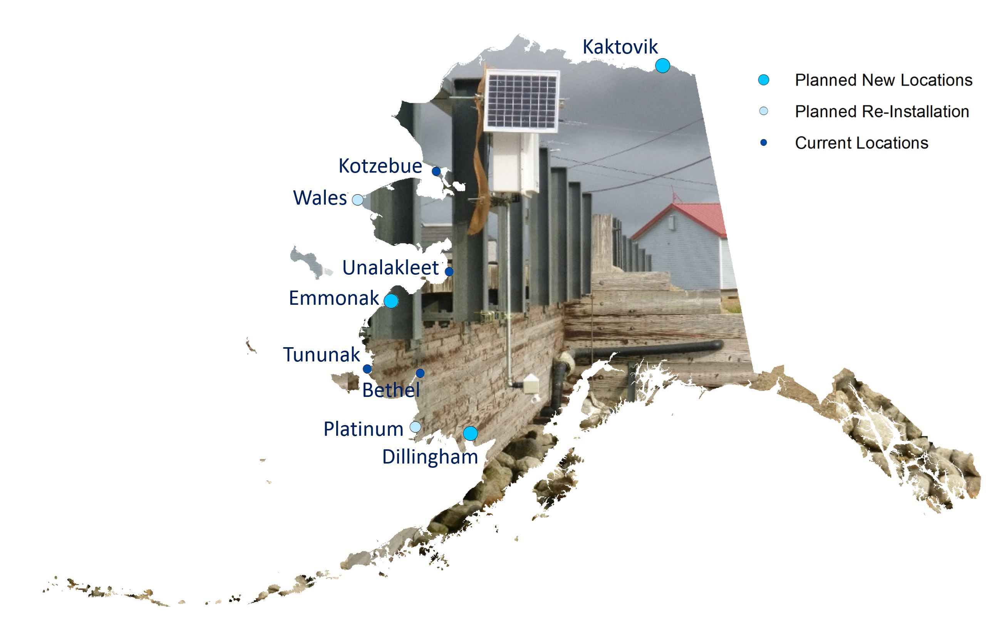 Kaktovik
Planned New Locations
Planned Re-Installation
Current Locations
Kotzebue
Wales
Unalakleet
Emmonak
Tununak
Bethel
Platinum
Dillingham